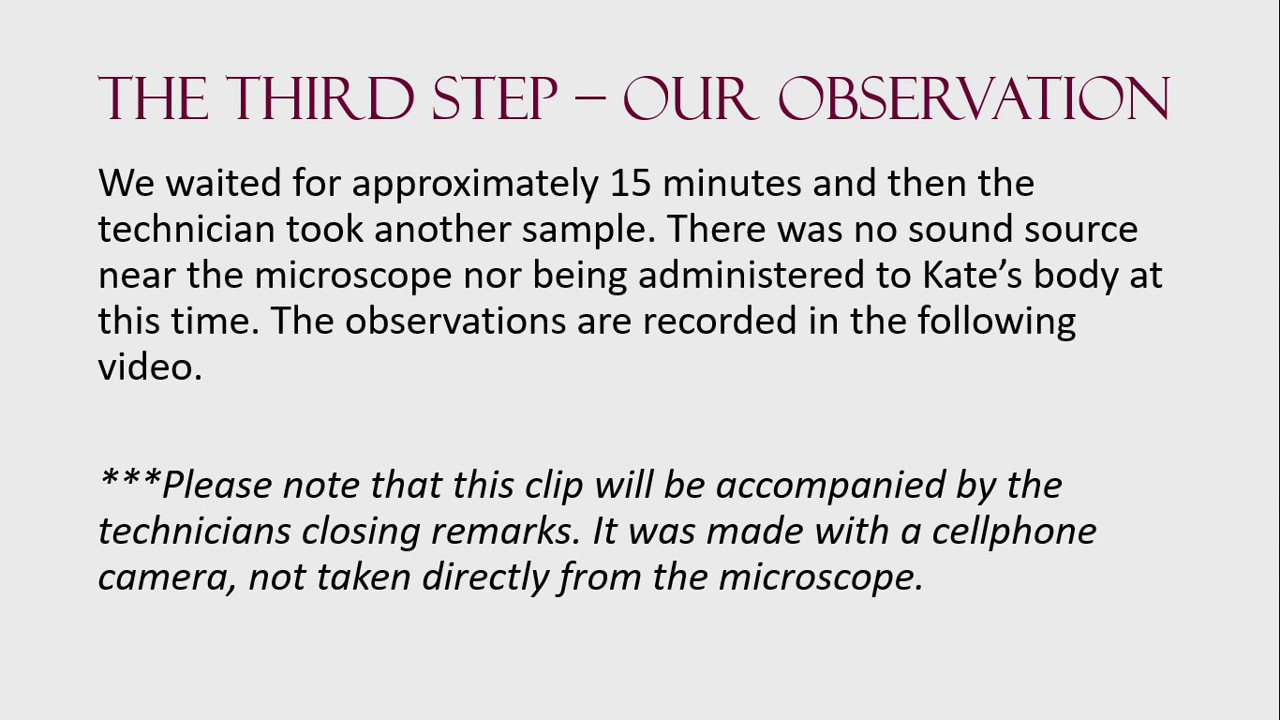 THE THIRD STEP – OUR OBSERVATION
We waited for approximately 15 minutes and then the
technician took another sample. There was no sound source
near the microscope nor being administered to Kate’s body at
this time. The observations are recorded in the following
video.
***Please note that this clip will be accompanied by the
technicians closing remarks. It was made with a cellphone
camera, not taken directly from the microscope.